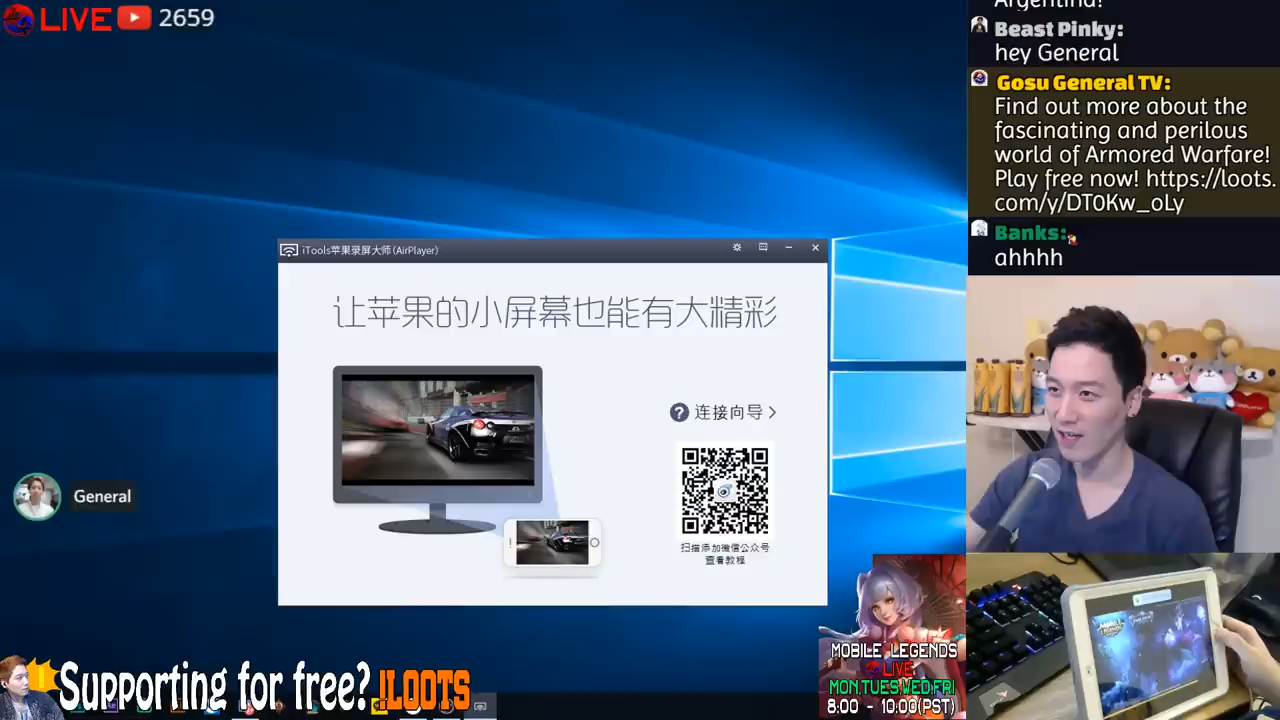 LIVE 2659
Argentina!
Beast Pinky:
hey General
Gosu General TV:
Find out more about the
fascinating and perilous
world of Armored Warfare!
Play free now! https://loots.
com/y/DT0Kw_oLy
Banks:
ahhhh
iTools苹果录屏大师(AirPlayer)
让苹果的小屏幕也能有大精彩
? 连接向导 >
扫描添加微信公众号
查看教程
General
Supporting for free? !LOOTS
MOBILE LEGENDS
LIVE
MON,TUES,WED,FRI
8:00 - 10:00(PST)